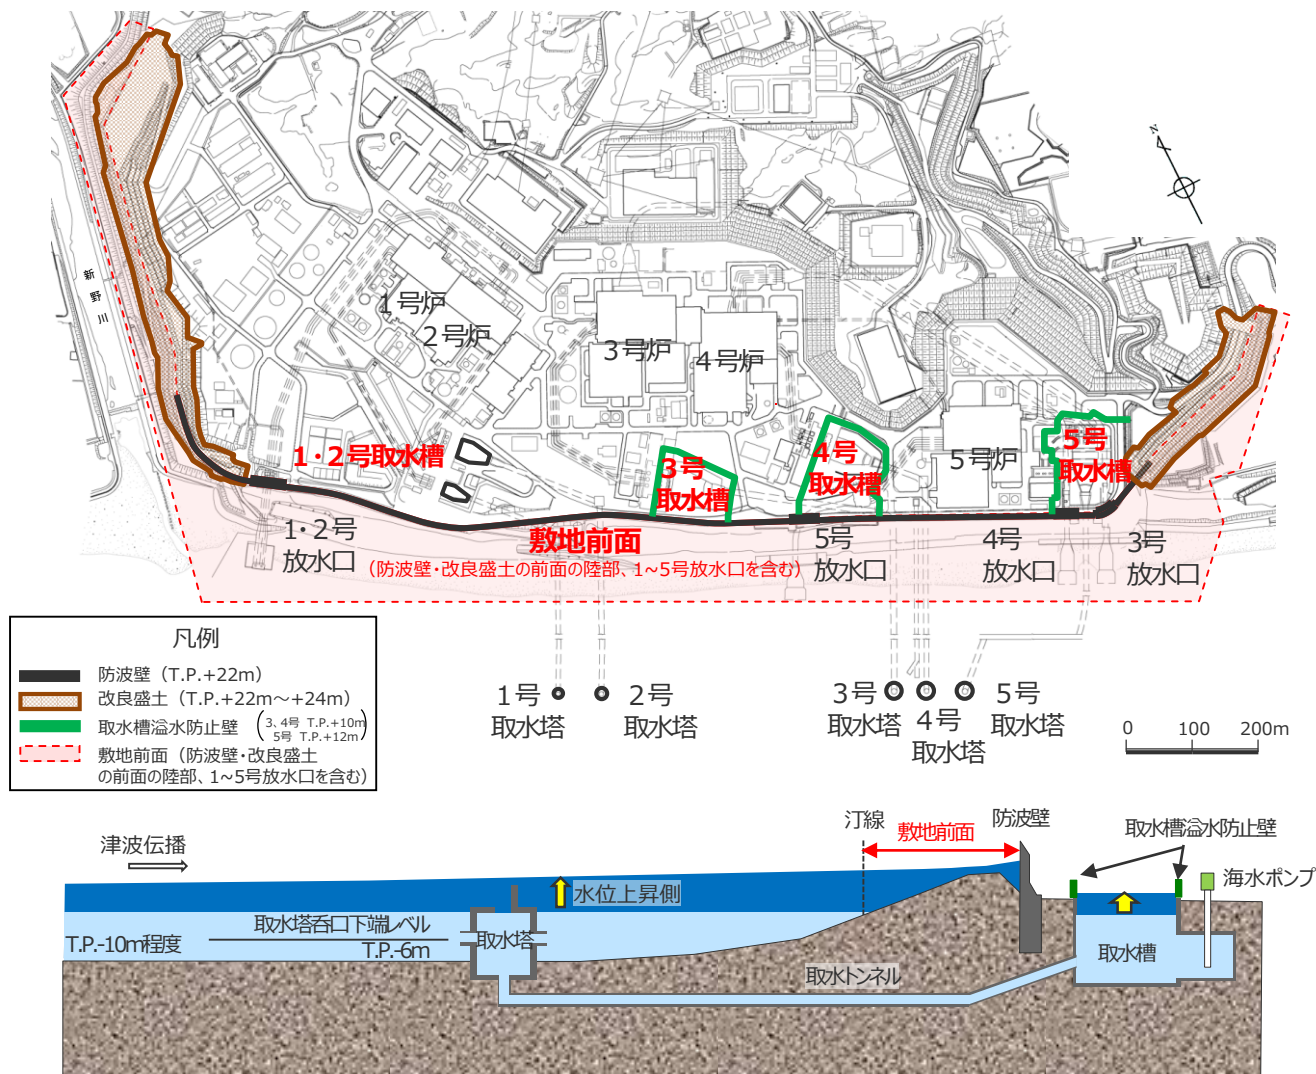 N
新野川
1号炉
2号炉
3号炉
4号炉
5号炉
1・2号取水槽
3号
取水槽
4号
取水槽
5号
取水槽
1・2号
放水口
敷地前面
(防波壁・改良盛土の前面の陸部、1~5号放水口を含む)
5号
放水口
4号
放水口
3号
放水口
凡例
防波壁(T.P.+22m)
改良盛土(T.P.+22m~+24m)
取水槽溢水防止壁
3、4号 T.P.+10m
5号 T.P.+12m
敷地前面(防波壁・改良盛土
の前面の陸部、1~5号放水口を含む)
1号
取水塔
2号
取水塔
3号
取水塔
4号
取水塔
5号
取水塔
0 100 200m
津波伝播
汀線
敷地前面
防波壁
取水槽溢水防止壁
海水ポンプ
水位上昇側
取水塔呑口下端レベル
T.P.-6m
T.P.-10m程度
取水塔
取水槽
取水トンネル